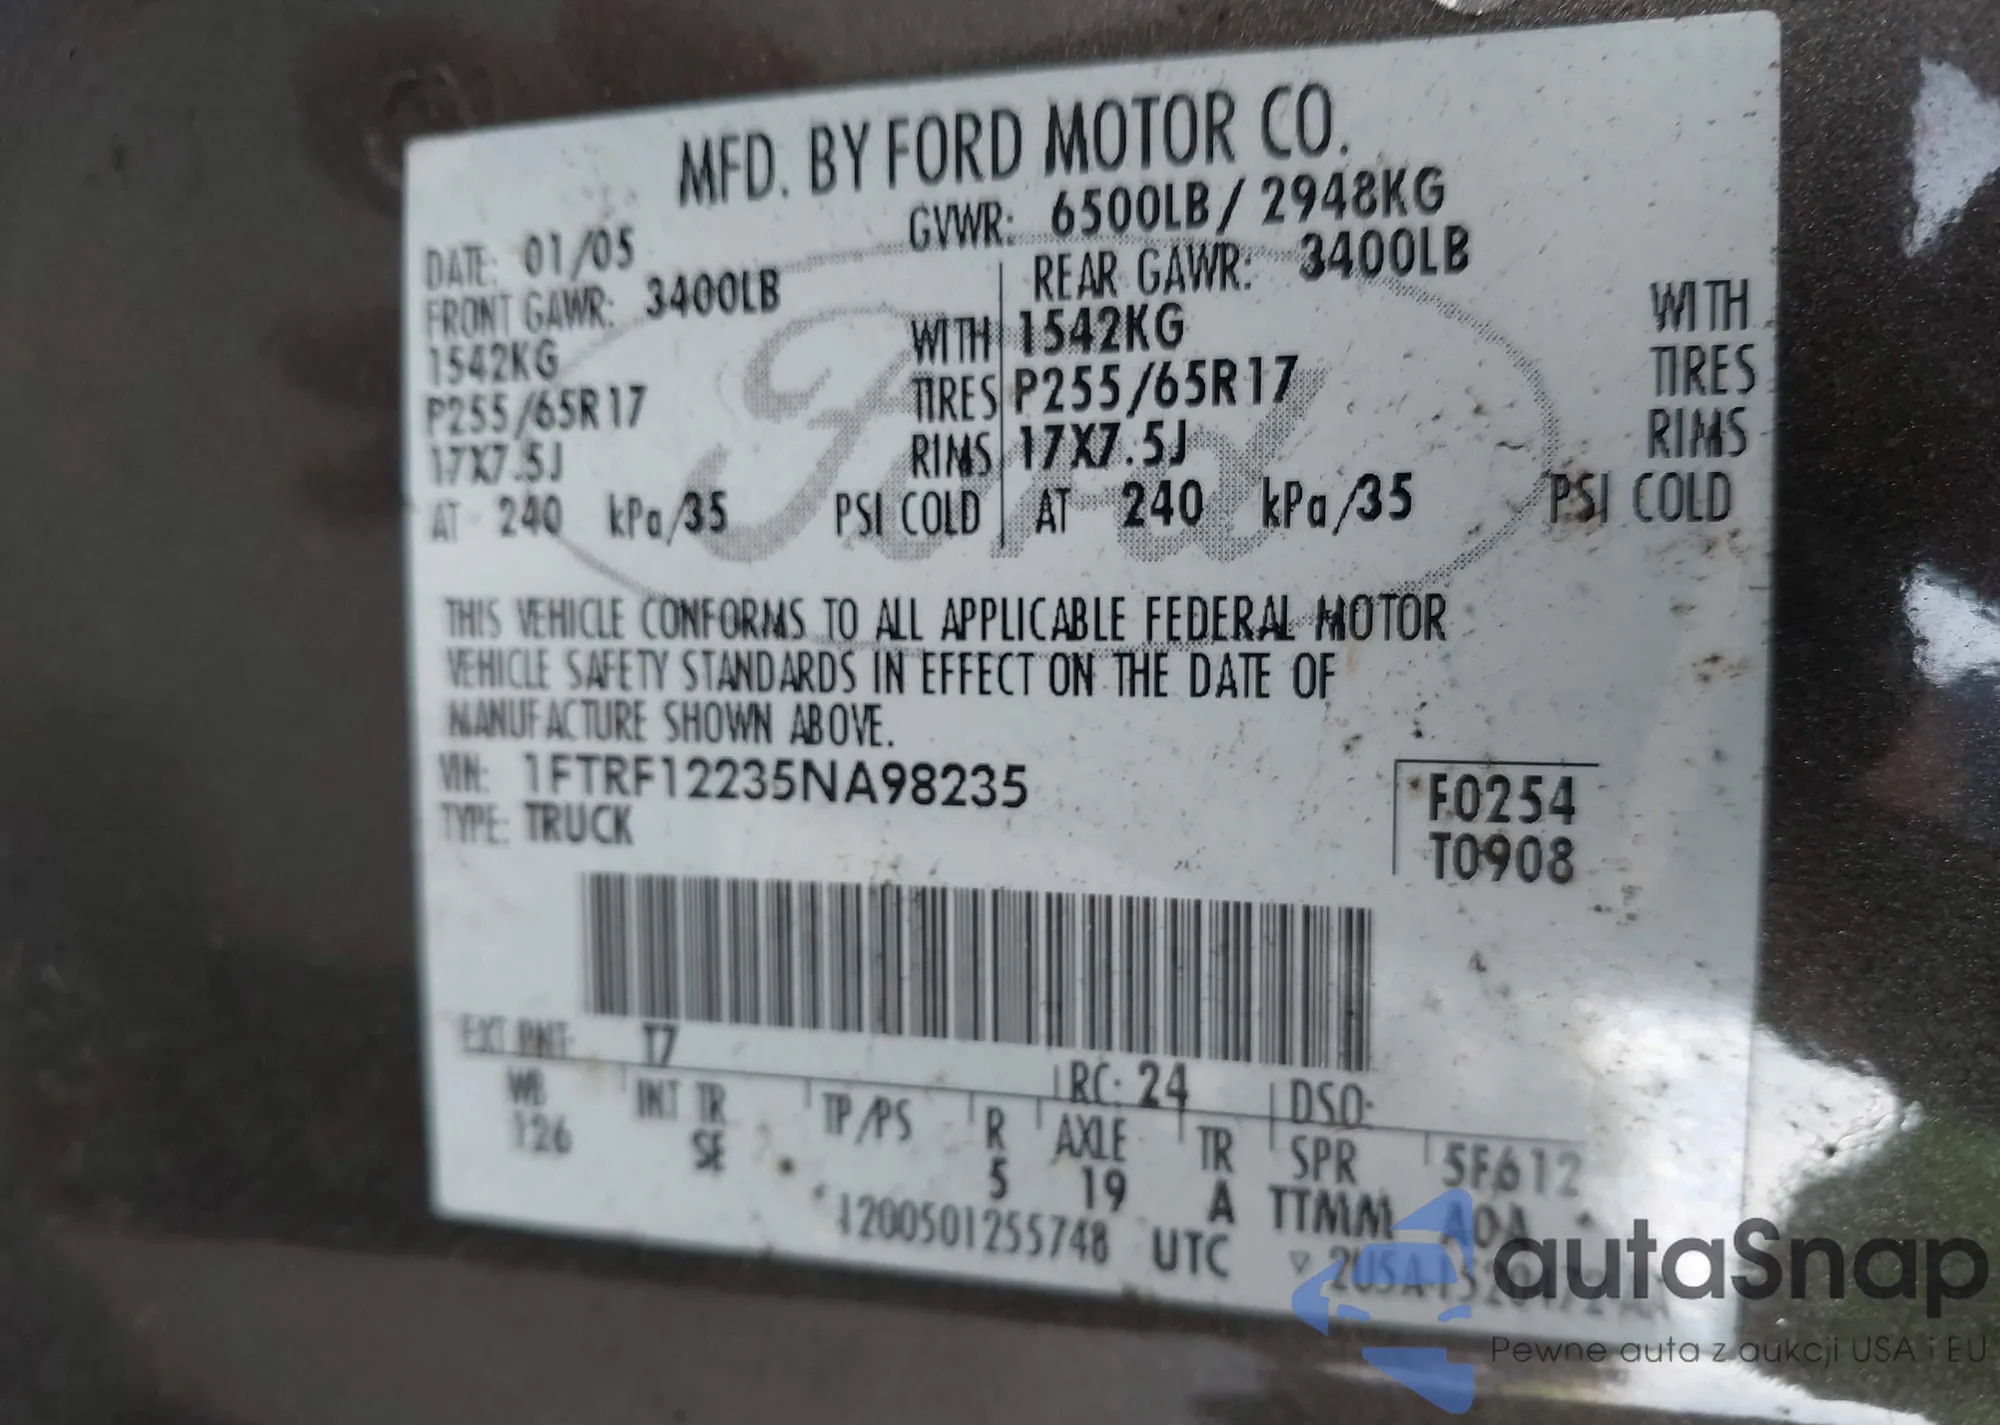 MFD. BY FORD MOTOR CO.
DATE: 01/05 GVWR: 6500LB / 2948KG
FRONT GAWR: 3400LB REAR GAWR: 3400LB
1542KG WITH 1542KG WITH
P255/65R17 TIRES P255/65R17 TIRES
17X7.5J RIMS 17X7.5J RIMS
AT 240 kPa/35 PSI COLD AT 240 kPa/35 PSI COLD
Ford
THIS VEHICLE CONFORMS TO ALL APPLICABLE FEDERAL MOTOR
VEHICLE SAFETY STANDARDS IN EFFECT ON THE DATE OF
MANUFACTURE SHOWN ABOVE.
VIN: 1FTRF12235NA98235 F0254
TYPE: TRUCK T0908
EXT PNT: T7 RC: 24 DSO:
WB INT TR TP/PS R AXLE TR SPR 5F612
126 SE 5 19 A TTMM A0A
*1200501255748 UTC
autaSnap
Pewne auta z aukcji USA i EU